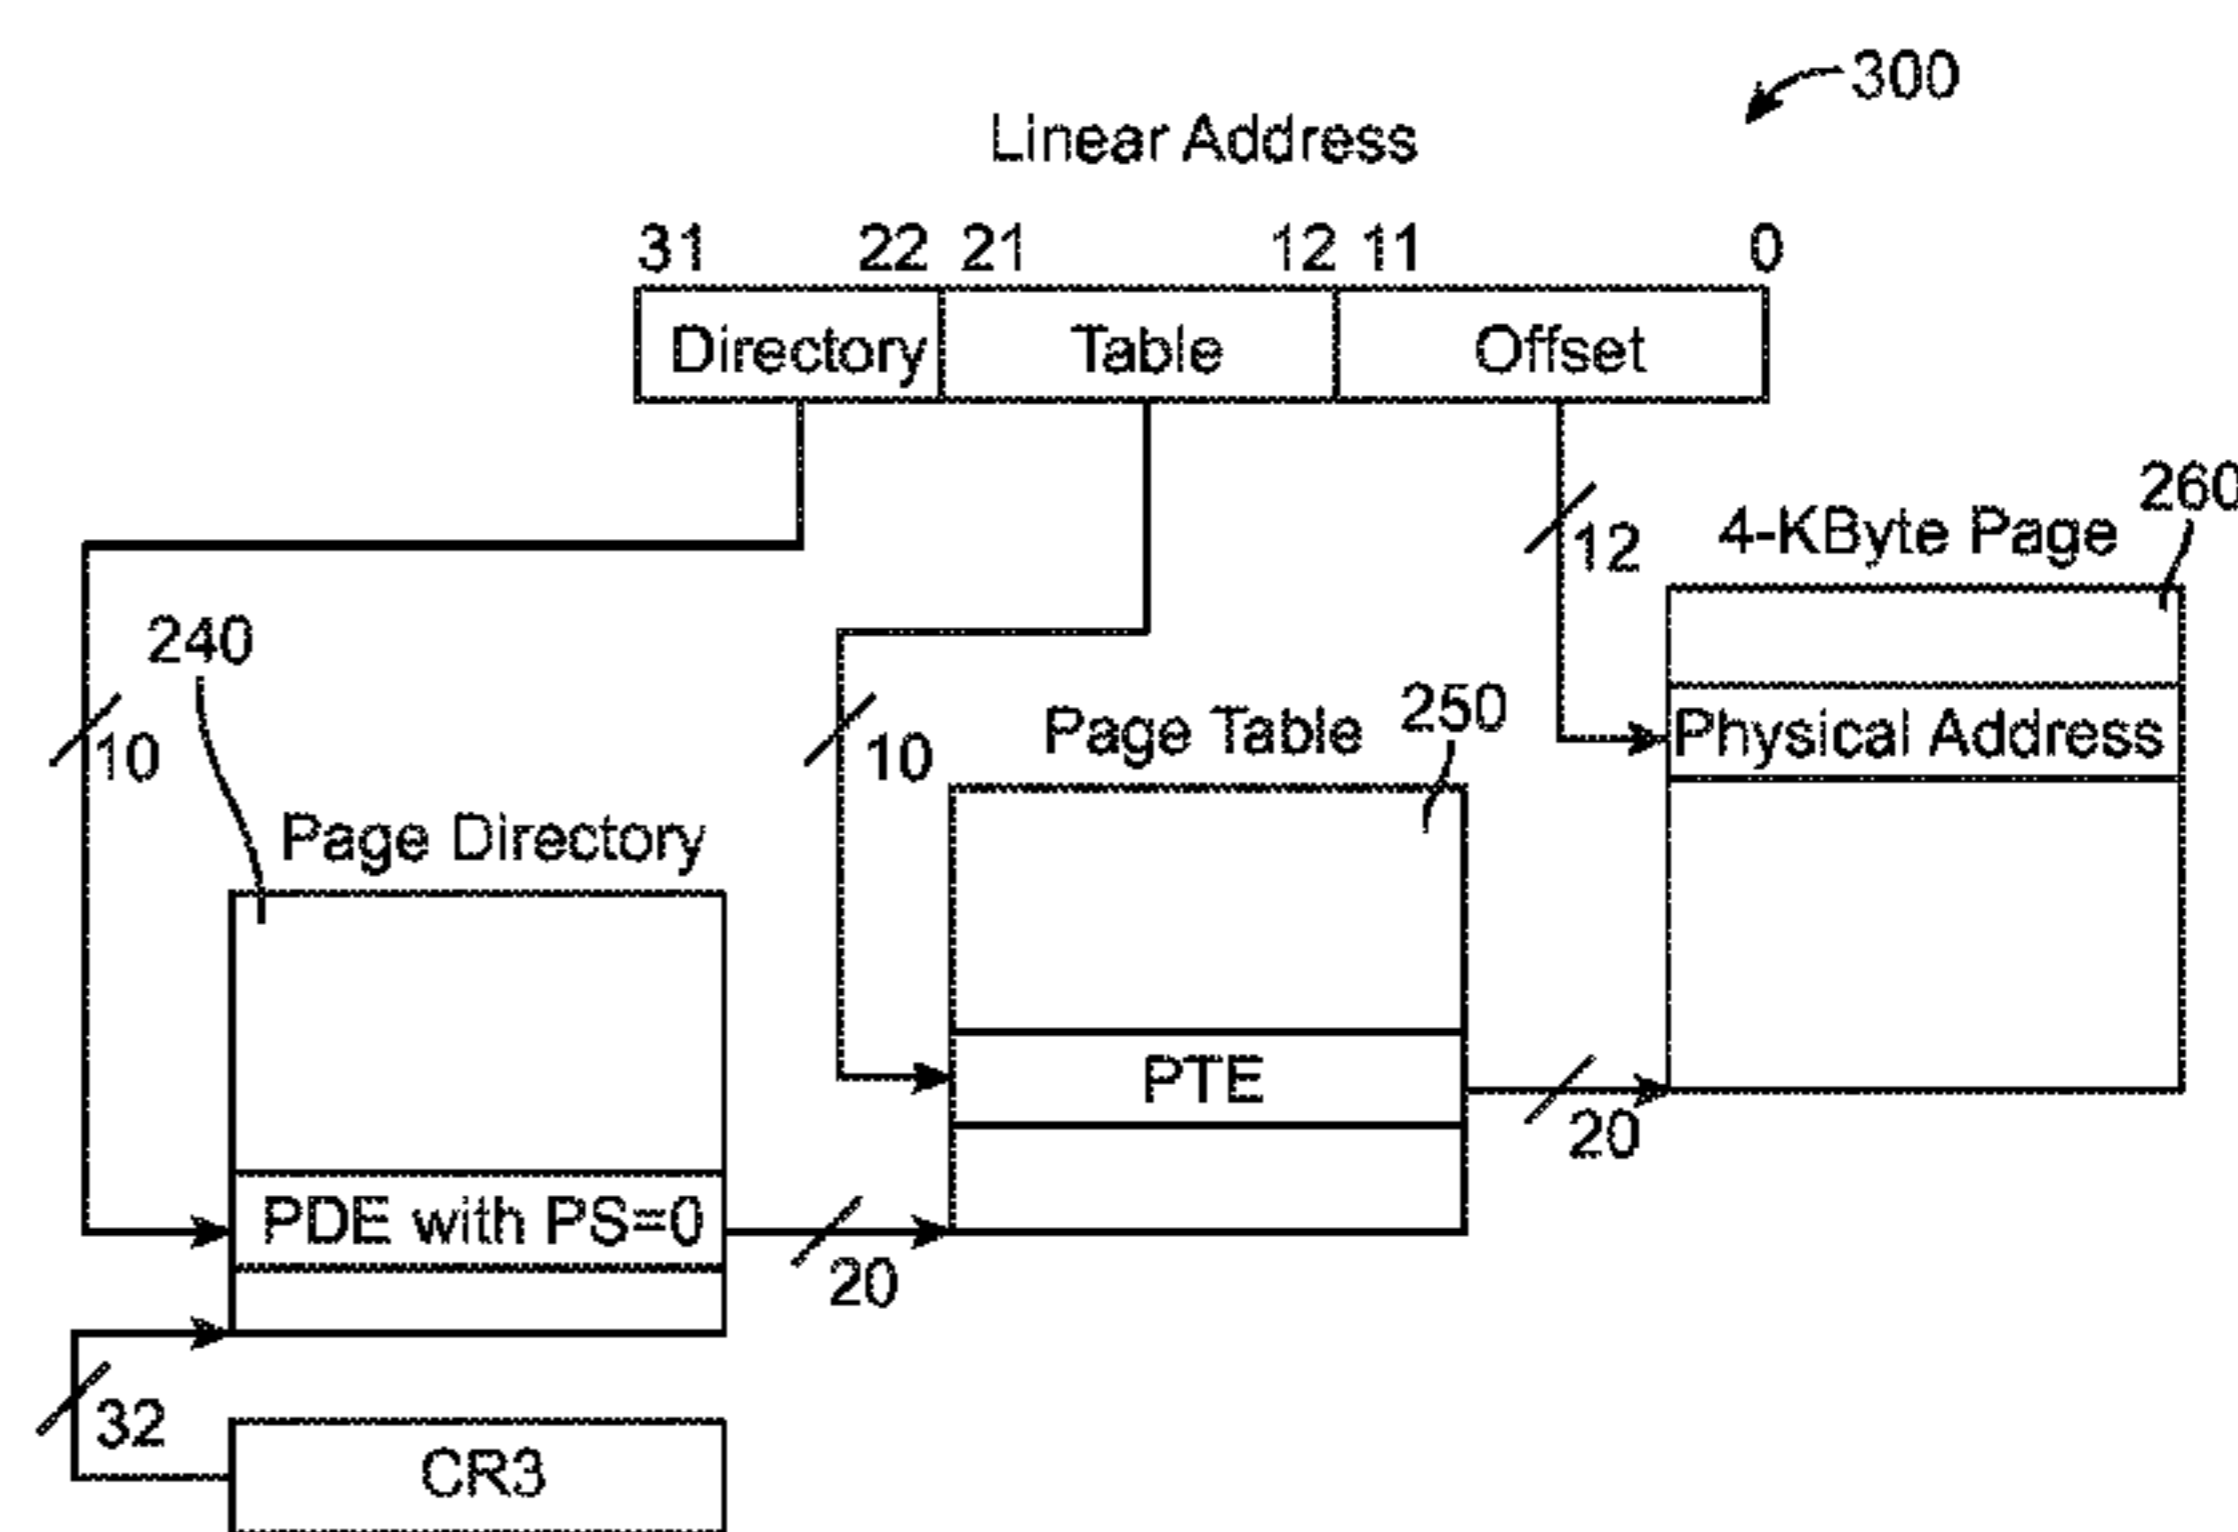 300
Linear Address
31 22 21 12 11 0
Directory Table Offset
260
12
4-KByte Page
240
10
10
Page Table
250
Physical Address
Page Directory
PTE
20
PDE with PS=0
20
32
CR3